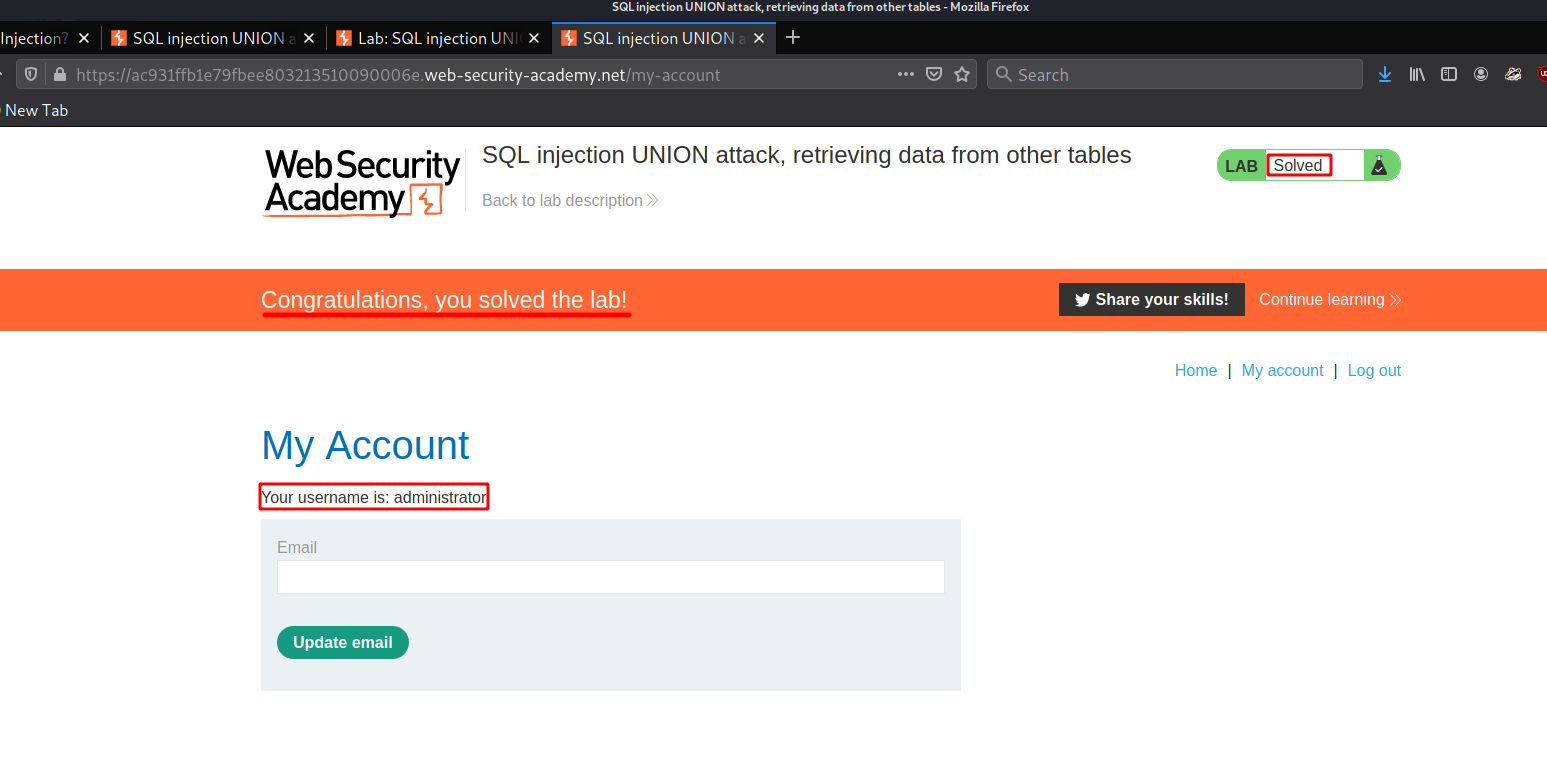 SQL injection UNION attack, retrieving data from other tables - Mozilla Firefox
Injection? SQL injection UNION a Lab: SQL injection UNI SQL injection UNION a
https://ac931ffb1e79fbee803213510090006e.web-security-academy.net/my-account Search
New Tab
Web Security Academy
SQL injection UNION attack, retrieving data from other tables
LAB Solved
Back to lab description
Congratulations, you solved the lab!
Share your skills! Continue learning
Home | My account | Log out
My Account
Your username is: administrator
Email
Update email